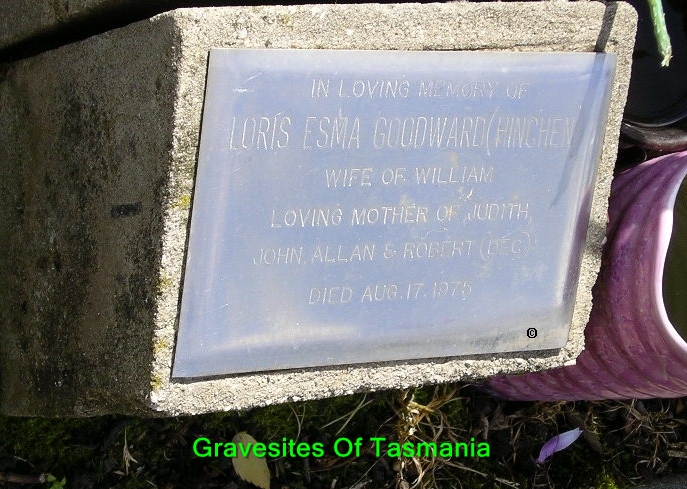 IN LOVING MEMORY OF
LORIS ESMA GOODWARD (HINCHEN)
WIFE OF WILLIAM
LOVING MOTHER OF JUDITH,
JOHN, ALLAN & ROBERT (DEC)
DIED AUG. 17. 1975
Gravesites Of Tasmania